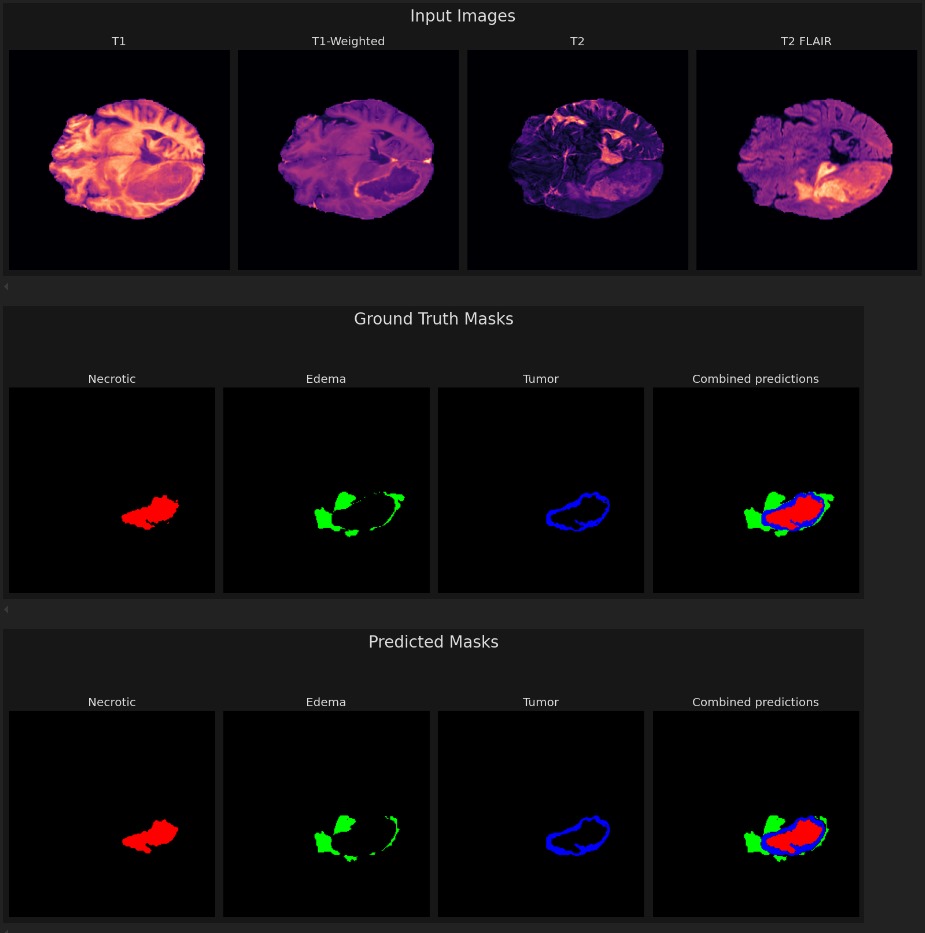 Input Images
T1
T1-Weighted
T2
T2 FLAIR
Ground Truth Masks
Necrotic
Edema
Tumor
Combined predictions
Predicted Masks
Necrotic
Edema
Tumor
Combined predictions